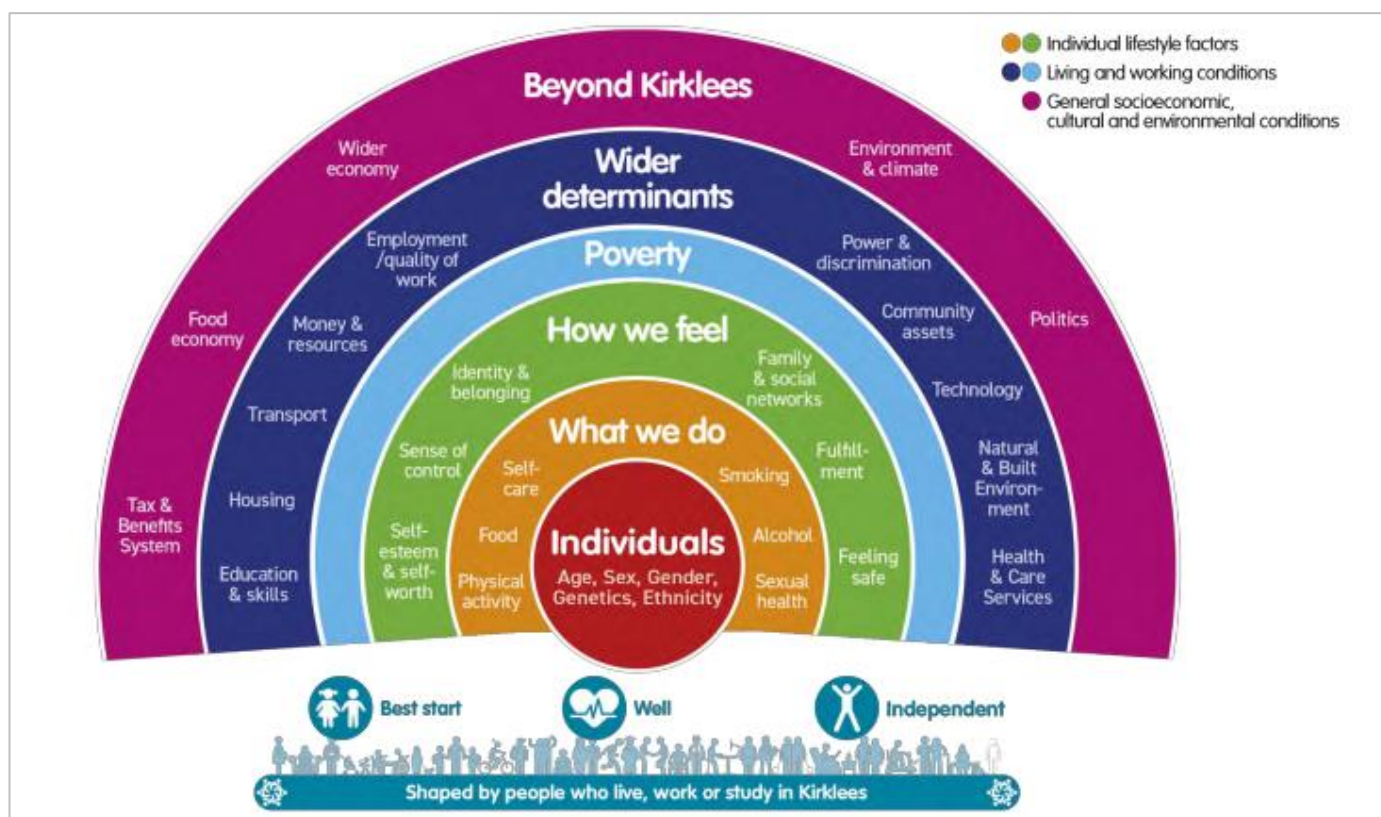 Individual lifestyle factors
Living and working conditions
General socioeconomic,
cultural and environmental conditions
Beyond Kirklees
Wider
economy
Environment
& climate
Food
economy
Politics
Tax &
Benefits
System
Wider
determinants
Employment
/quality of
work
Power &
discrimination
Money &
resources
Community
assets
Transport
Technology
Housing
Natural
& Built
Environ-
ment
Education
& skills
Health
& Care
Services
Poverty
How we feel
Identity &
belonging
Family
& social
networks
Sense of
control
Fulfill-
ment
Self-
esteem
& self-
worth
Feeling
safe
What we do
Self-
care
Smoking
Food
Alcohol
Physical
activity
Sexual
health
Individuals
Age, Sex, Gender,
Genetics, Ethnicity
Best start
Well
Independent
Shaped by people who live, work or study in Kirklees